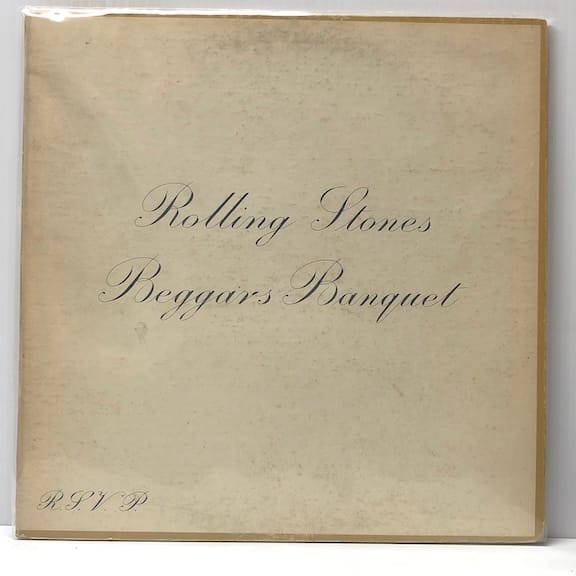 Rolling Stones
Beggars Banquet
R.S.V.P